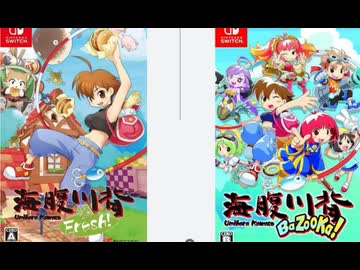 NINTENDO
SWITCH
海腹川背
Umihara Kawase
Fresh!
CERO
A
NINTENDO
SWITCH
海腹川背
Umihara Kawase
BaZooKa!
CERO
B